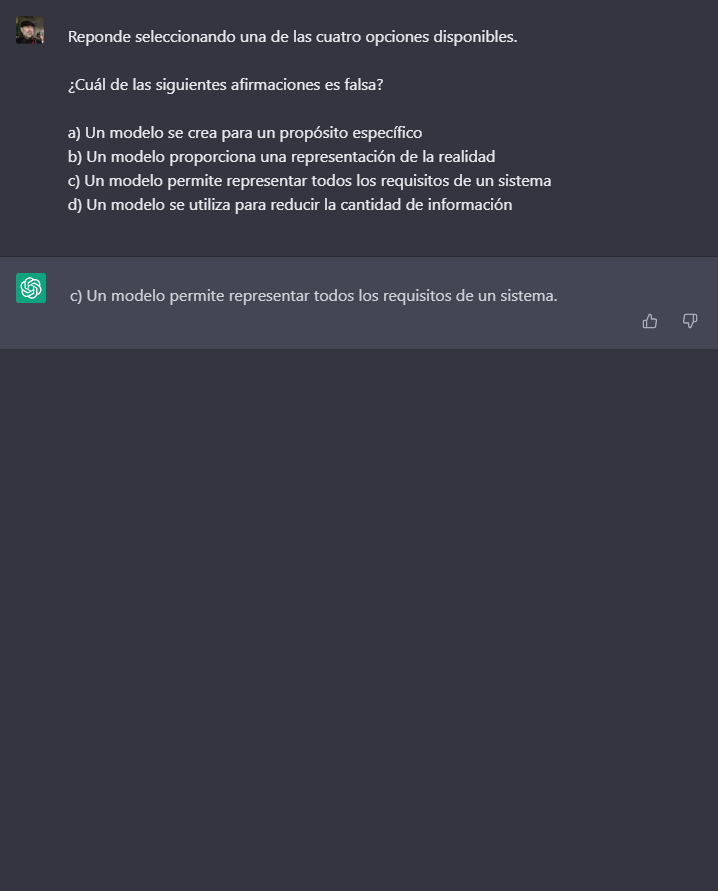 Reponde seleccionando una de las cuatro opciones disponibles.
¿Cuál de las siguientes afirmaciones es falsa?
a) Un modelo se crea para un propósito específico
b) Un modelo proporciona una representación de la realidad
c) Un modelo permite representar todos los requisitos de un sistema
d) Un modelo se utiliza para reducir la cantidad de información
c) Un modelo permite representar todos los requisitos de un sistema.